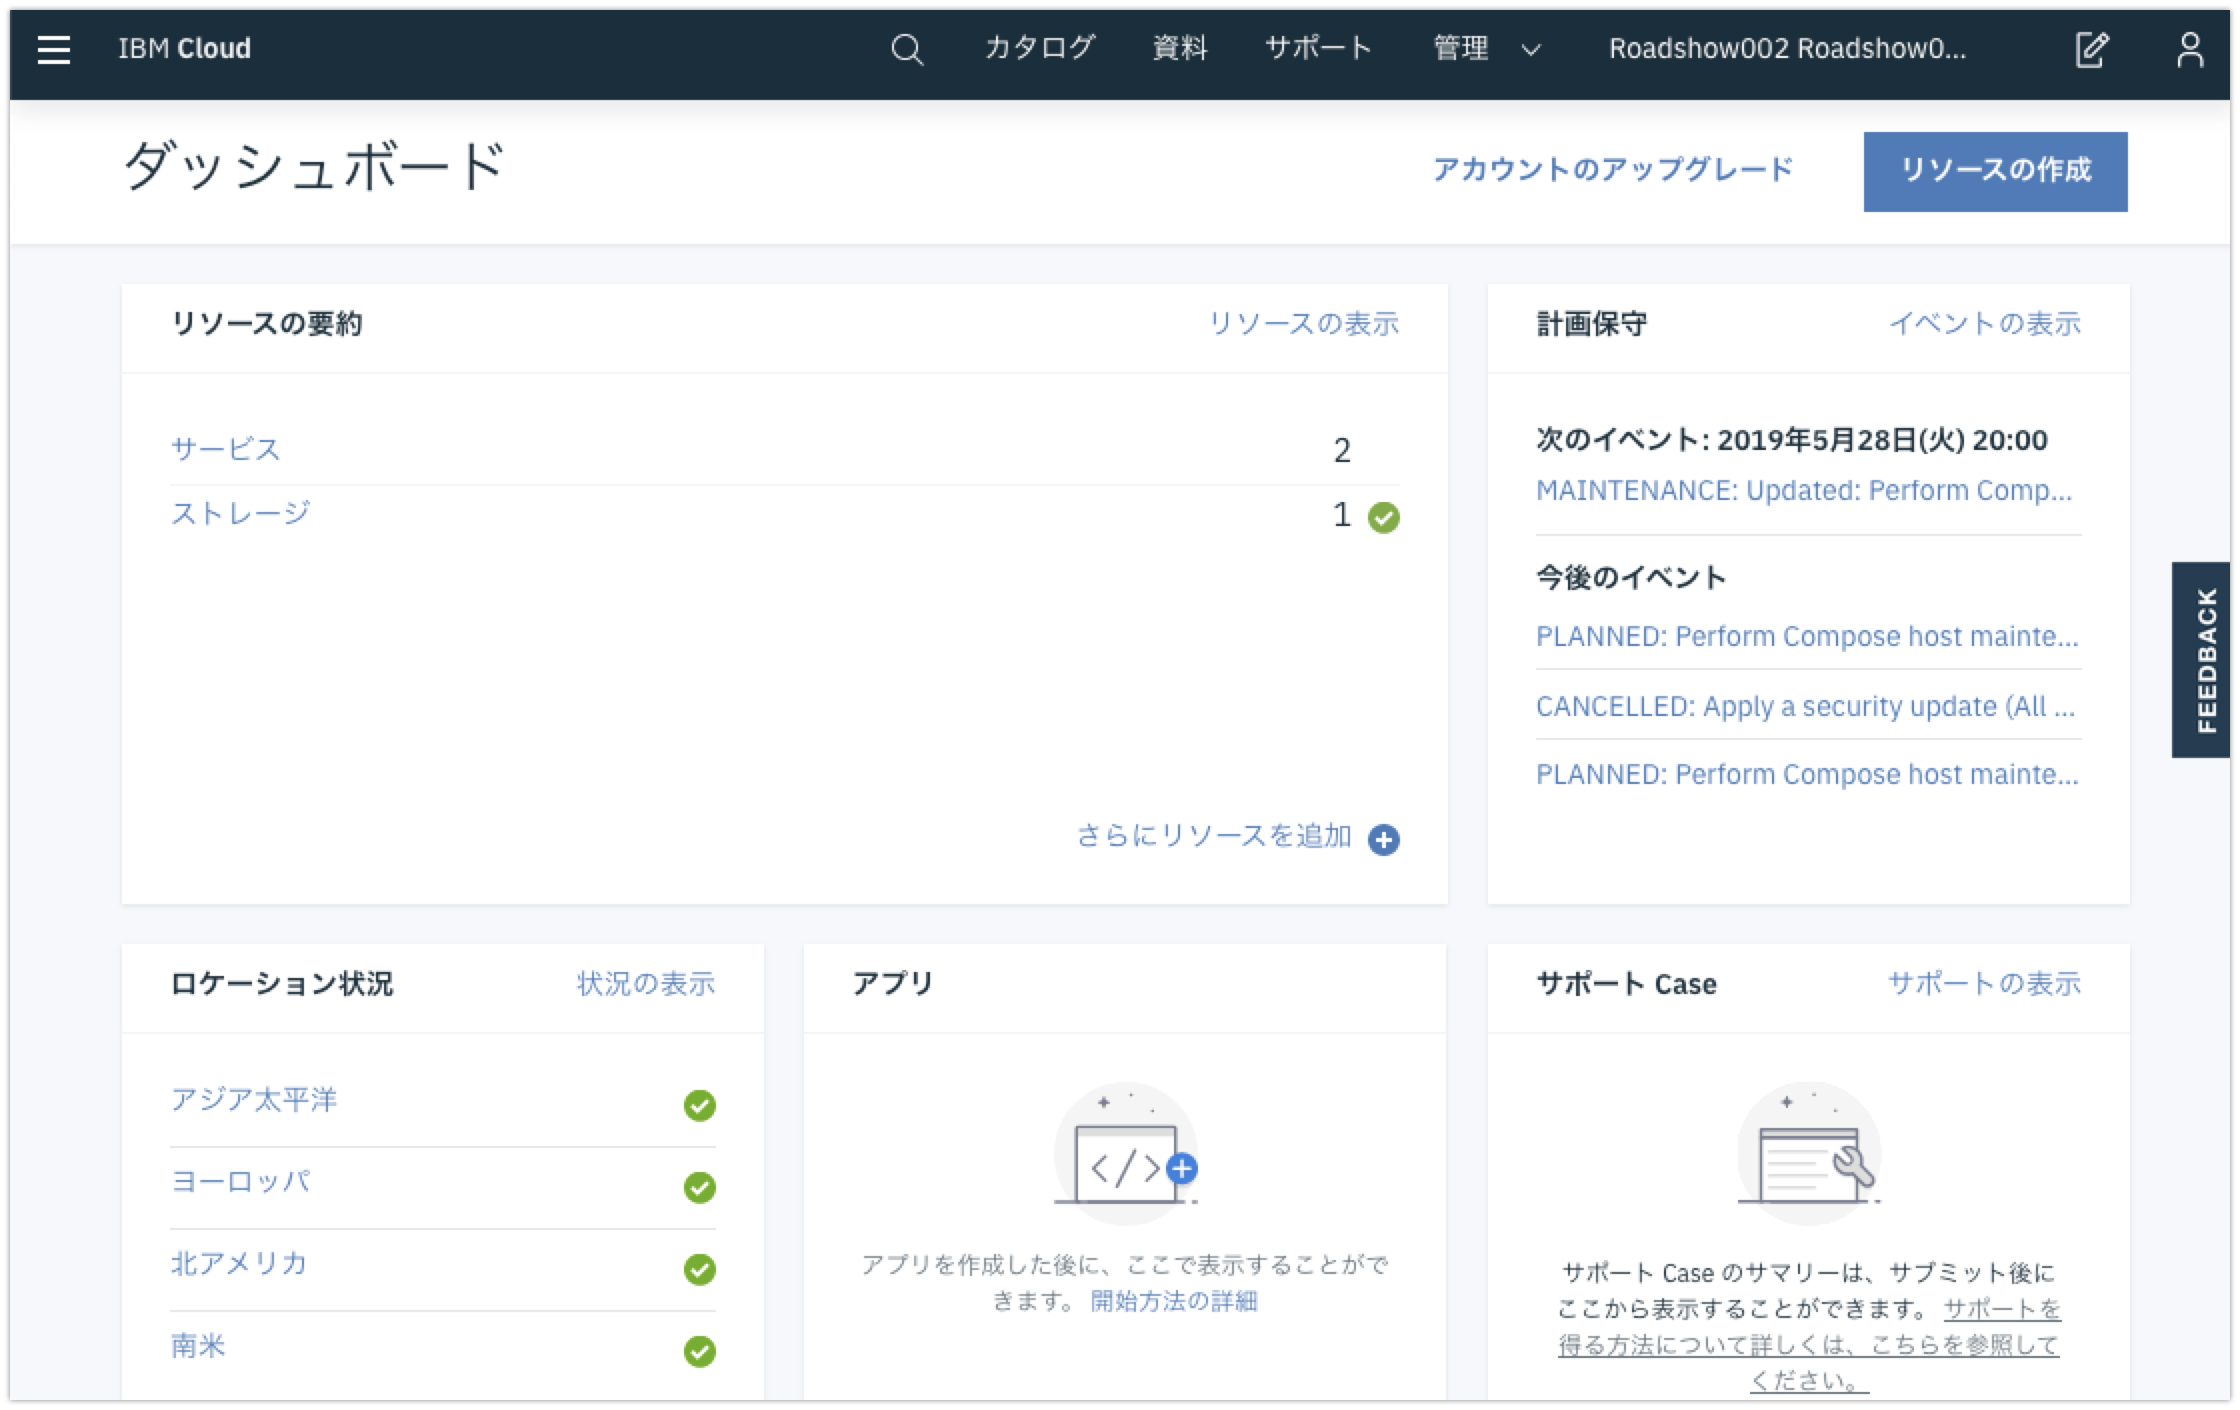 IBM Cloud
カタログ
資料
サポート
管理
Roadshow002 Roadshow0...
ダッシュボード
アカウントのアップグレード
リソースの作成
リソースの要約
リソースの表示
サービス
2
ストレージ
1
さらにリソースを追加
計画保守
イベントの表示
次のイベント: 2019年5月28日(火) 20:00
MAINTENANCE: Updated: Perform Comp...
今後のイベント
PLANNED: Perform Compose host mainte...
CANCELLED: Apply a security update (All ...
PLANNED: Perform Compose host mainte...
FEEDBACK
ロケーション状況
状況の表示
アジア太平洋
ヨーロッパ
北アメリカ
南米
アプリ
アプリを作成した後に、ここで表示することがで
きます。 開始方法の詳細
サポート Case
サポートの表示
サポート Case のサマリーは、サブミット後に
ここから表示することができます。 サポートを
得る方法について詳しくは、こちらを参照して
ください。